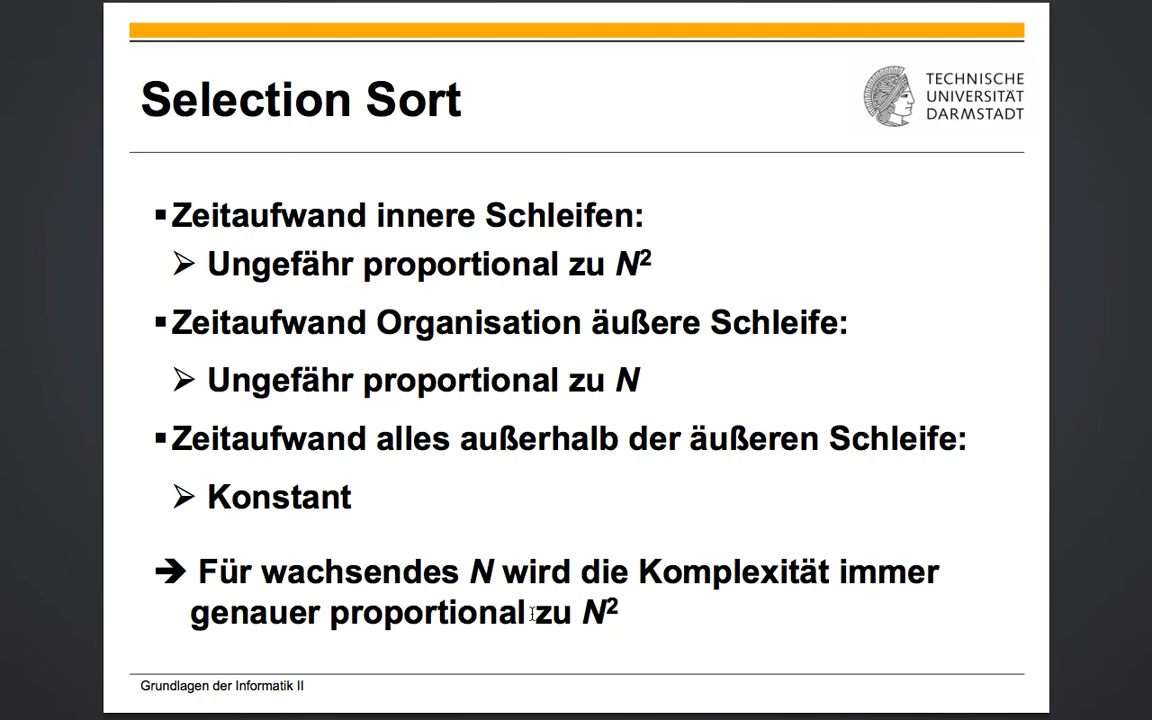 Selection Sort
TECHNISCHE
UNIVERSITÄT
DARMSTADT
▪Zeitaufwand innere Schleifen:
➢ Ungefähr proportional zu N²
▪Zeitaufwand Organisation äußere Schleife:
➢ Ungefähr proportional zu N
▪Zeitaufwand alles außerhalb der äußeren Schleife:
➢ Konstant
➔ Für wachsendes N wird die Komplexität immer
genauer proportional zu N²
Grundlagen der Informatik II